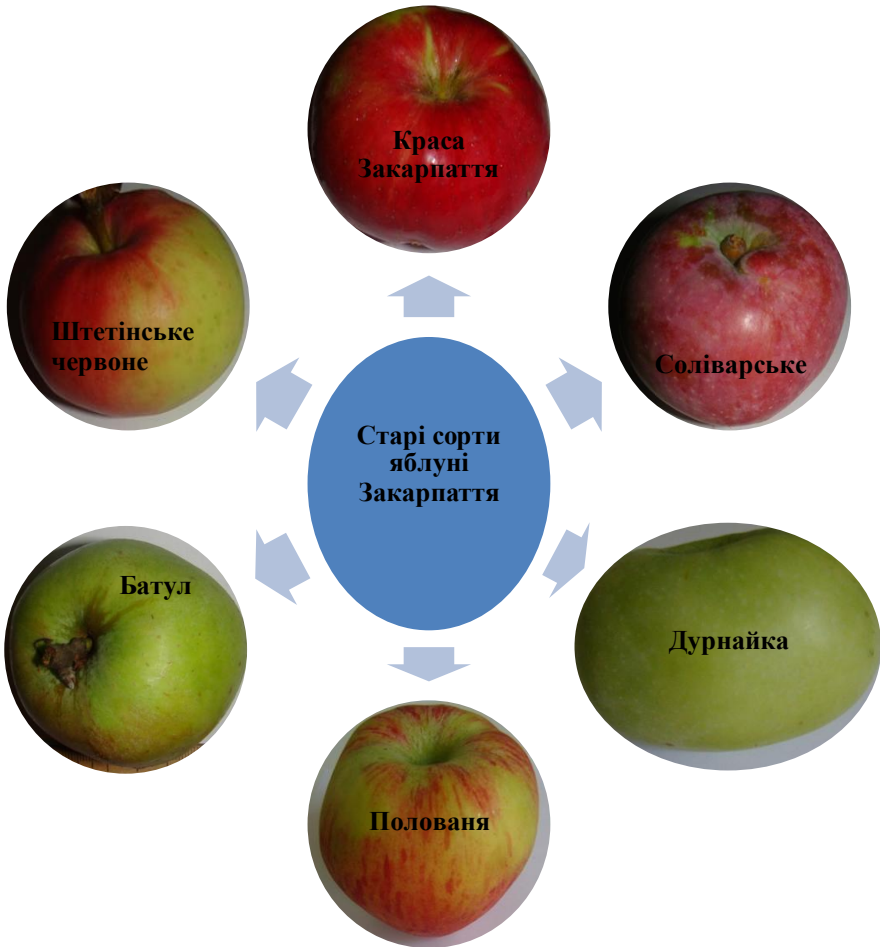 Краса
Закарпаття
Штетінське
червоне
Соліварське
Старі сорти
яблуні
Закарпаття
Батул
Дурнайка
Полованя